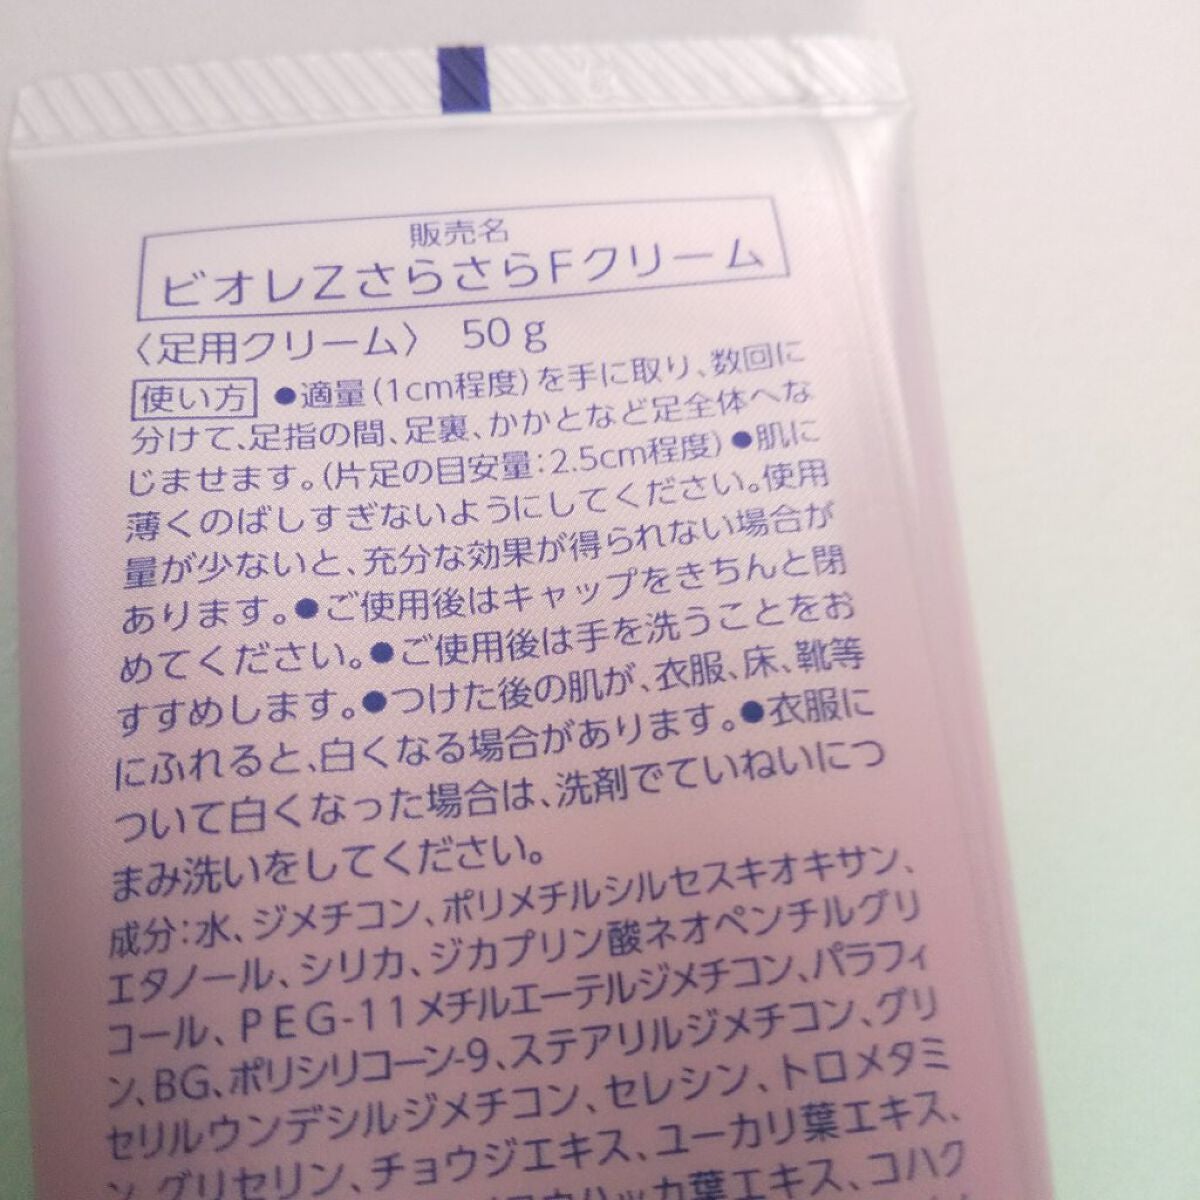 販売名
ビオレZさらさらFクリーム
〈足用クリーム〉 50g
使い方 ●適量(1cm程度)を手に取り、数回に
分けて、足指の間、足裏、かかとなど足全体へな
じませます。(片足の目安量:2.5cm程度)●肌に
薄くのばしすぎないようにしてください。使用
量が少ないと、充分な効果が得られない場合が
あります。●ご使用後はキャップをきちんと閉
めてください。●ご使用後は手を洗うことをお
すすめします。●つけた後の肌が、衣服、床、靴等
にふれると、白くなる場合があります。●衣服に
ついて白くなった場合は、洗剤でていねいにつ
まみ洗いをしてください。
成分:水、ジメチコン、ポリメチルシルセスキオキサン、
エタノール、シリカ、ジカプリン酸ネオペンチルグリ
コール、PEG-11メチルエーテルジメチコン、パラフィ
ン、BG、ポリシリコーン-9、ステアリルジメチコン、グリ
セリルウンデシルジメチコン、セレシン、トロメタミ
ン、グリセリン、チョウジエキス、ユーカリ葉エキス、
ハッカ葉エキス、コハク